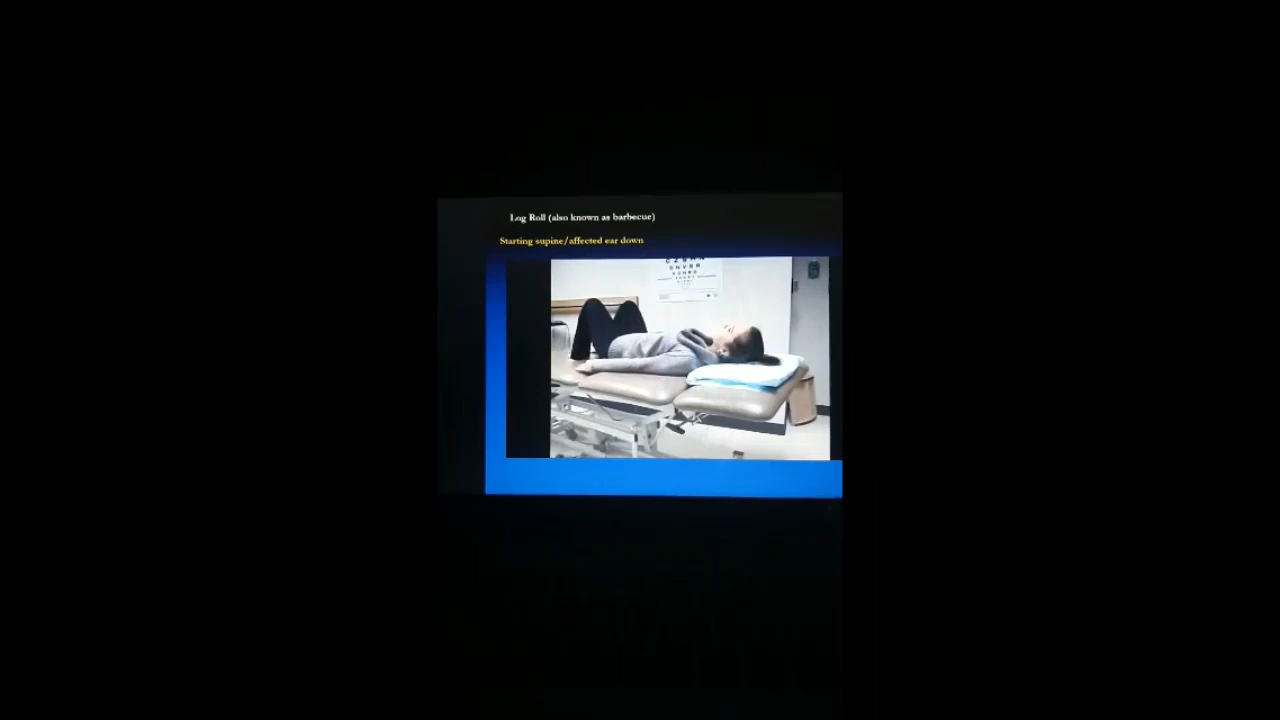 Log Roll (also known as barbecue)
Starting supine/affected ear down